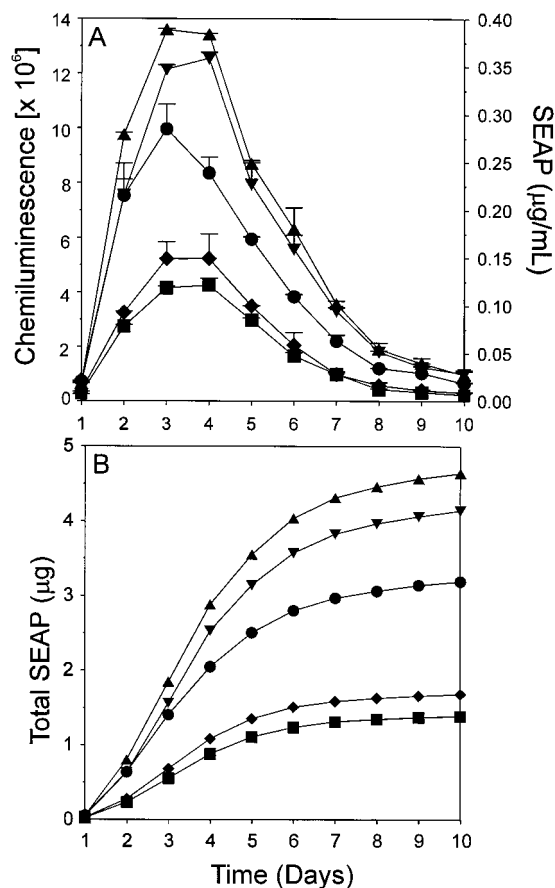 A
Chemiluminescence [x 10⁶]
14
12
10
8
6
4
2
0
SEAP (µg/mL)
0.40
0.35
0.30
0.25
0.20
0.15
0.10
0.05
0.00
1 2 3 4 5 6 7 8 9 10
B
Total SEAP (µg)
5
4
3
2
1
0
1 2 3 4 5 6 7 8 9 10
Time (Days)